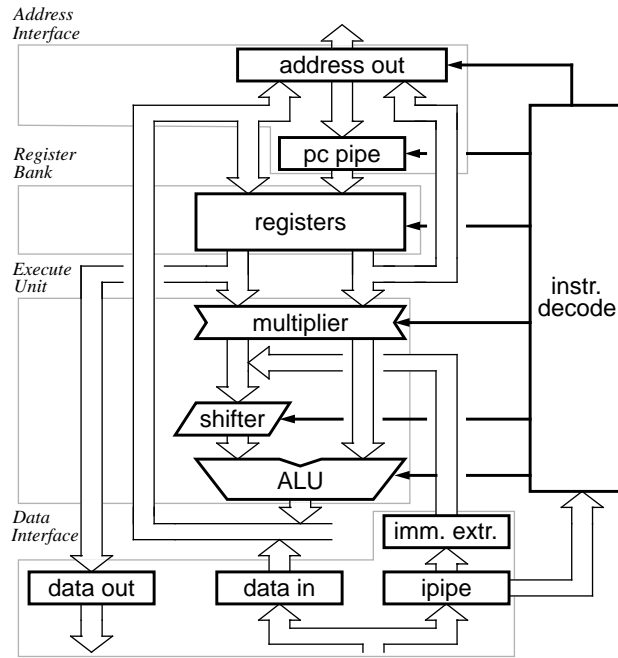 Address
Interface
address out
Register
Bank
pc pipe
registers
Execute
Unit
instr.
decode
multiplier
shifter
ALU
Data
Interface
imm. extr.
data out
data in
ipipe